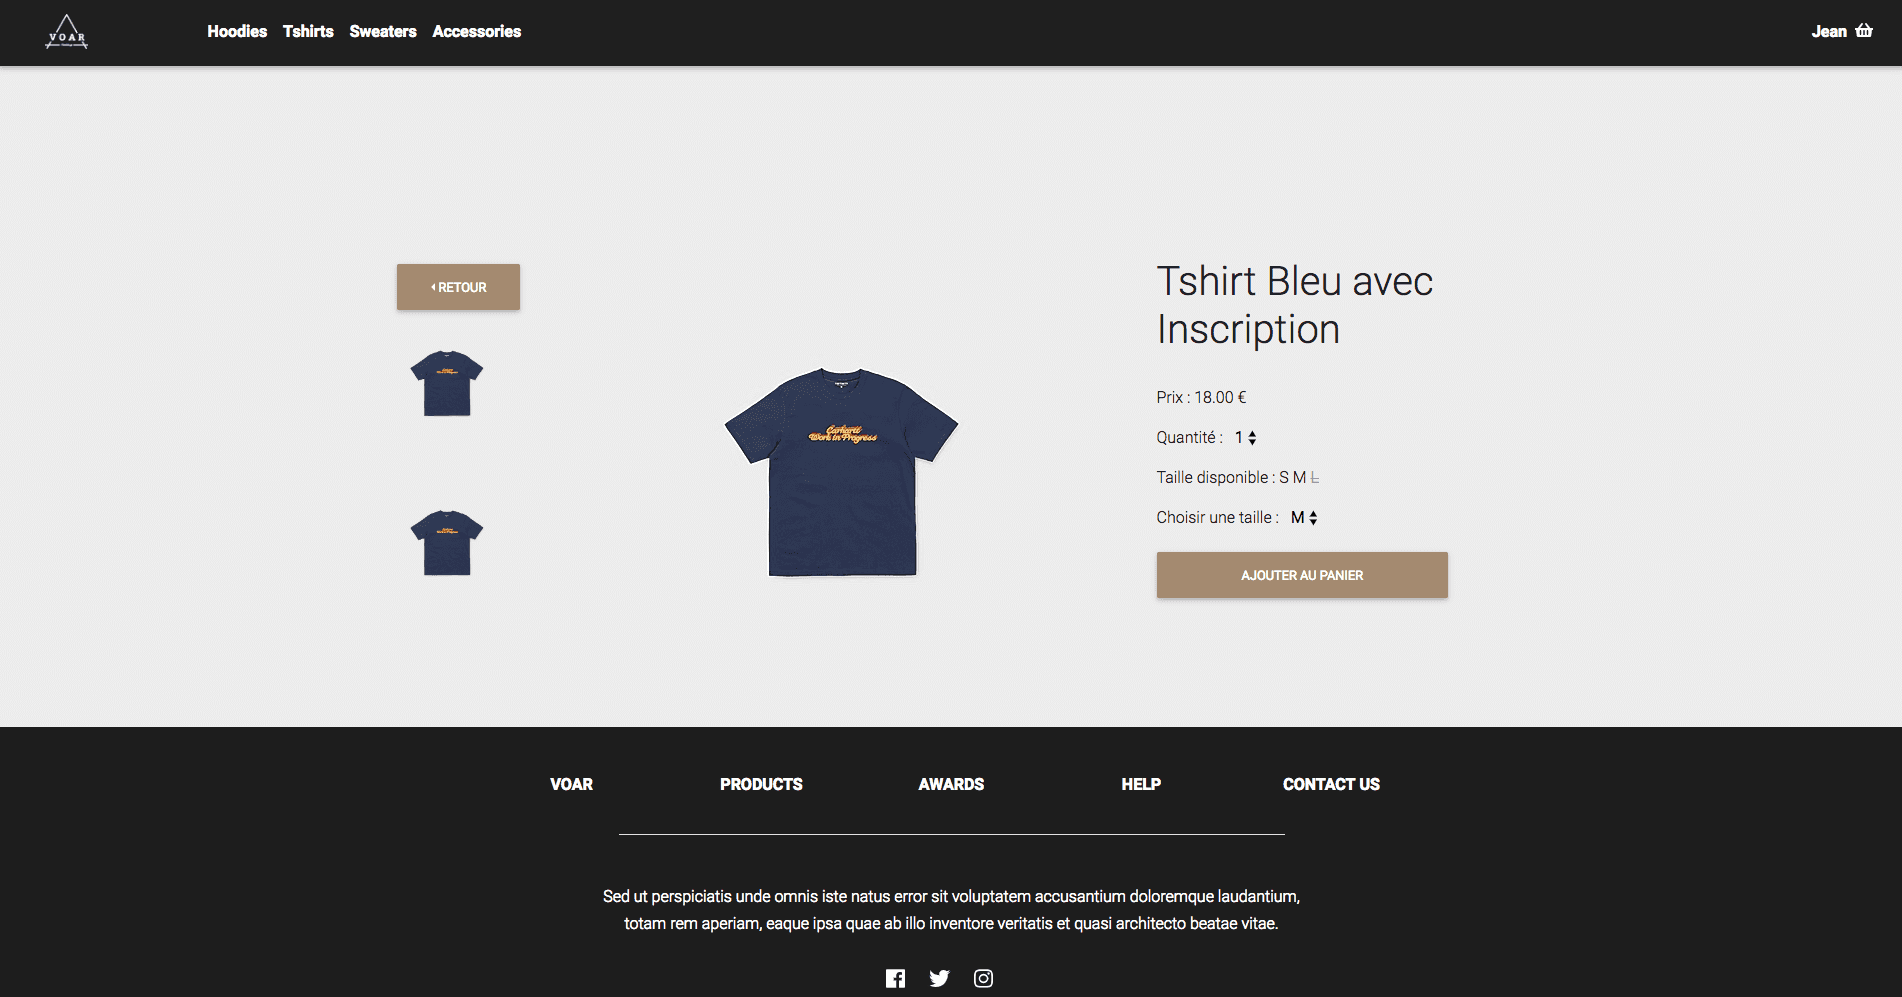 VOAR
Hoodies Tshirts Sweaters Accessories
Jean
RETOUR
Tshirt Bleu avec
Inscription
Carhartt
Work in Progress
Prix : 18.00 €
Quantité : 1
Taille disponible : S M L
Choisir une taille : M
AJOUTER AU PANIER
VOAR PRODUCTS AWARDS HELP CONTACT US
Sed ut perspiciatis unde omnis iste natus error sit voluptatem accusantium doloremque laudantium,
totam rem aperiam, eaque ipsa quae ab illo inventore veritatis et quasi architecto beatae vitae.